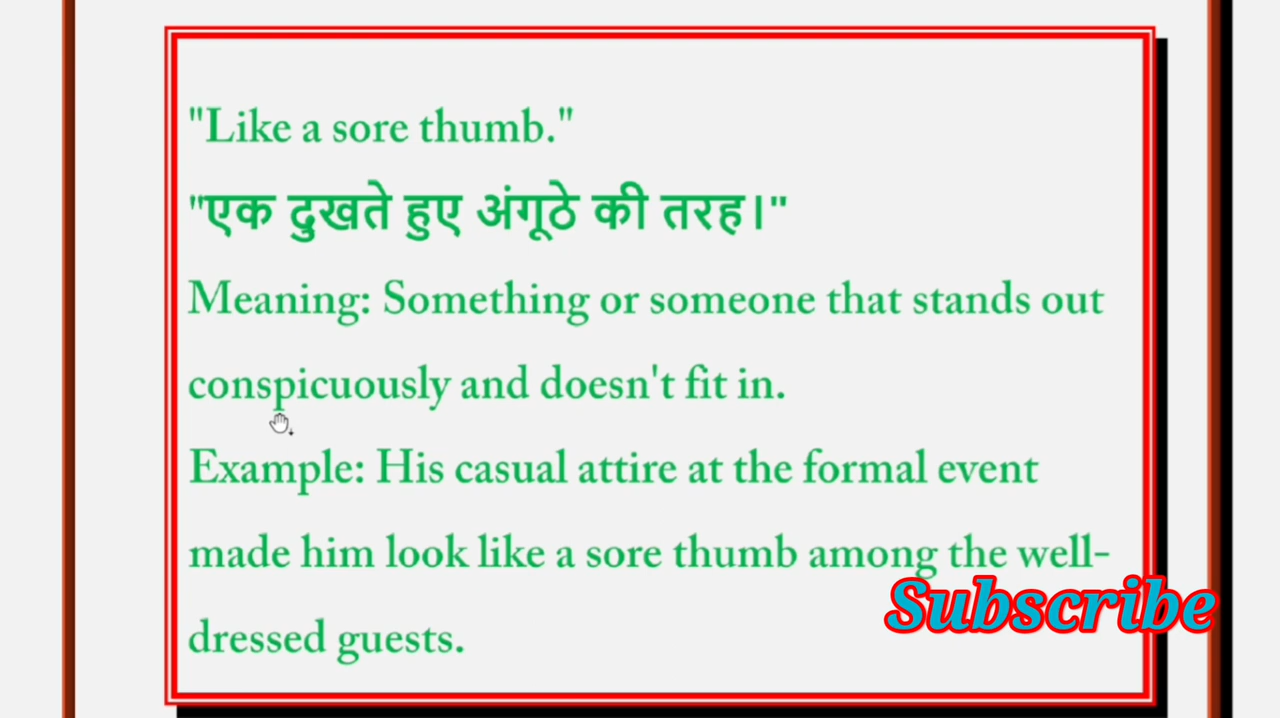 "Like a sore thumb."
"एक दुखते हुए अंगूठे की तरह।"
Meaning: Something or someone that stands out
conspicuously and doesn't fit in.
Example: His casual attire at the formal event
made him look like a sore thumb among the well-
Subscribe
dressed guests.